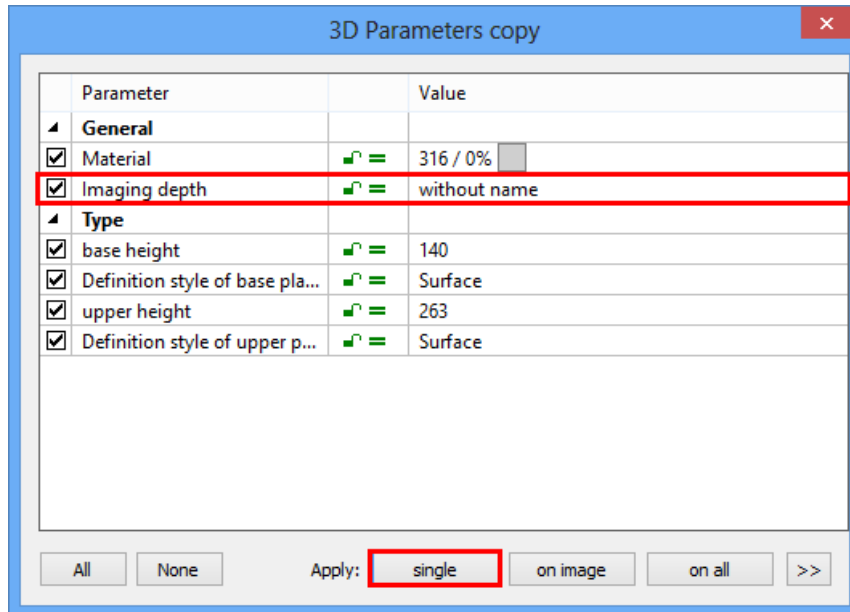 3D Parameters copy
Parameter Value
General
Material 316 / 0%
Imaging depth without name
Type
base height 140
Definition style of base pla... Surface
upper height 263
Definition style of upper p... Surface
All None Apply: single on image on all >>